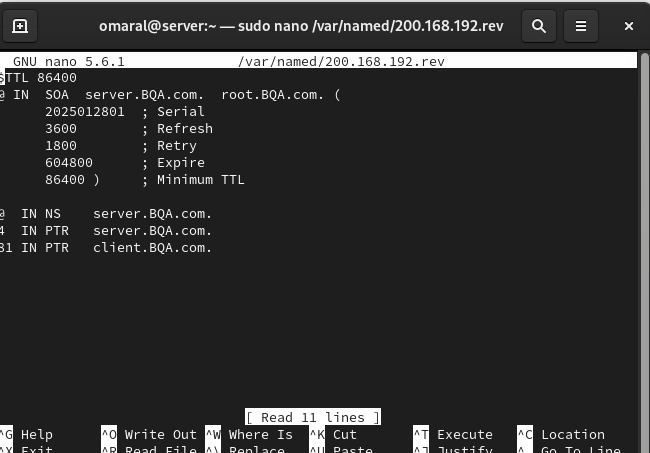 omaral@server:~ — sudo nano /var/named/200.168.192.rev
GNU nano 5.6.1 /var/named/200.168.192.rev
$TTL 86400
@ IN SOA server.BQA.com. root.BQA.com. (
2025012801 ; Serial
3600 ; Refresh
1800 ; Retry
604800 ; Expire
86400 ) ; Minimum TTL
@ IN NS server.BQA.com.
4 IN PTR server.BQA.com.
31 IN PTR client.BQA.com.
[ Read 11 lines ]
^G Help ^O Write Out ^W Where Is ^K Cut ^T Execute ^C Location
^X Exit ^R Read File ^\ Replace ^U Paste ^J Justify ^_ Go To Line